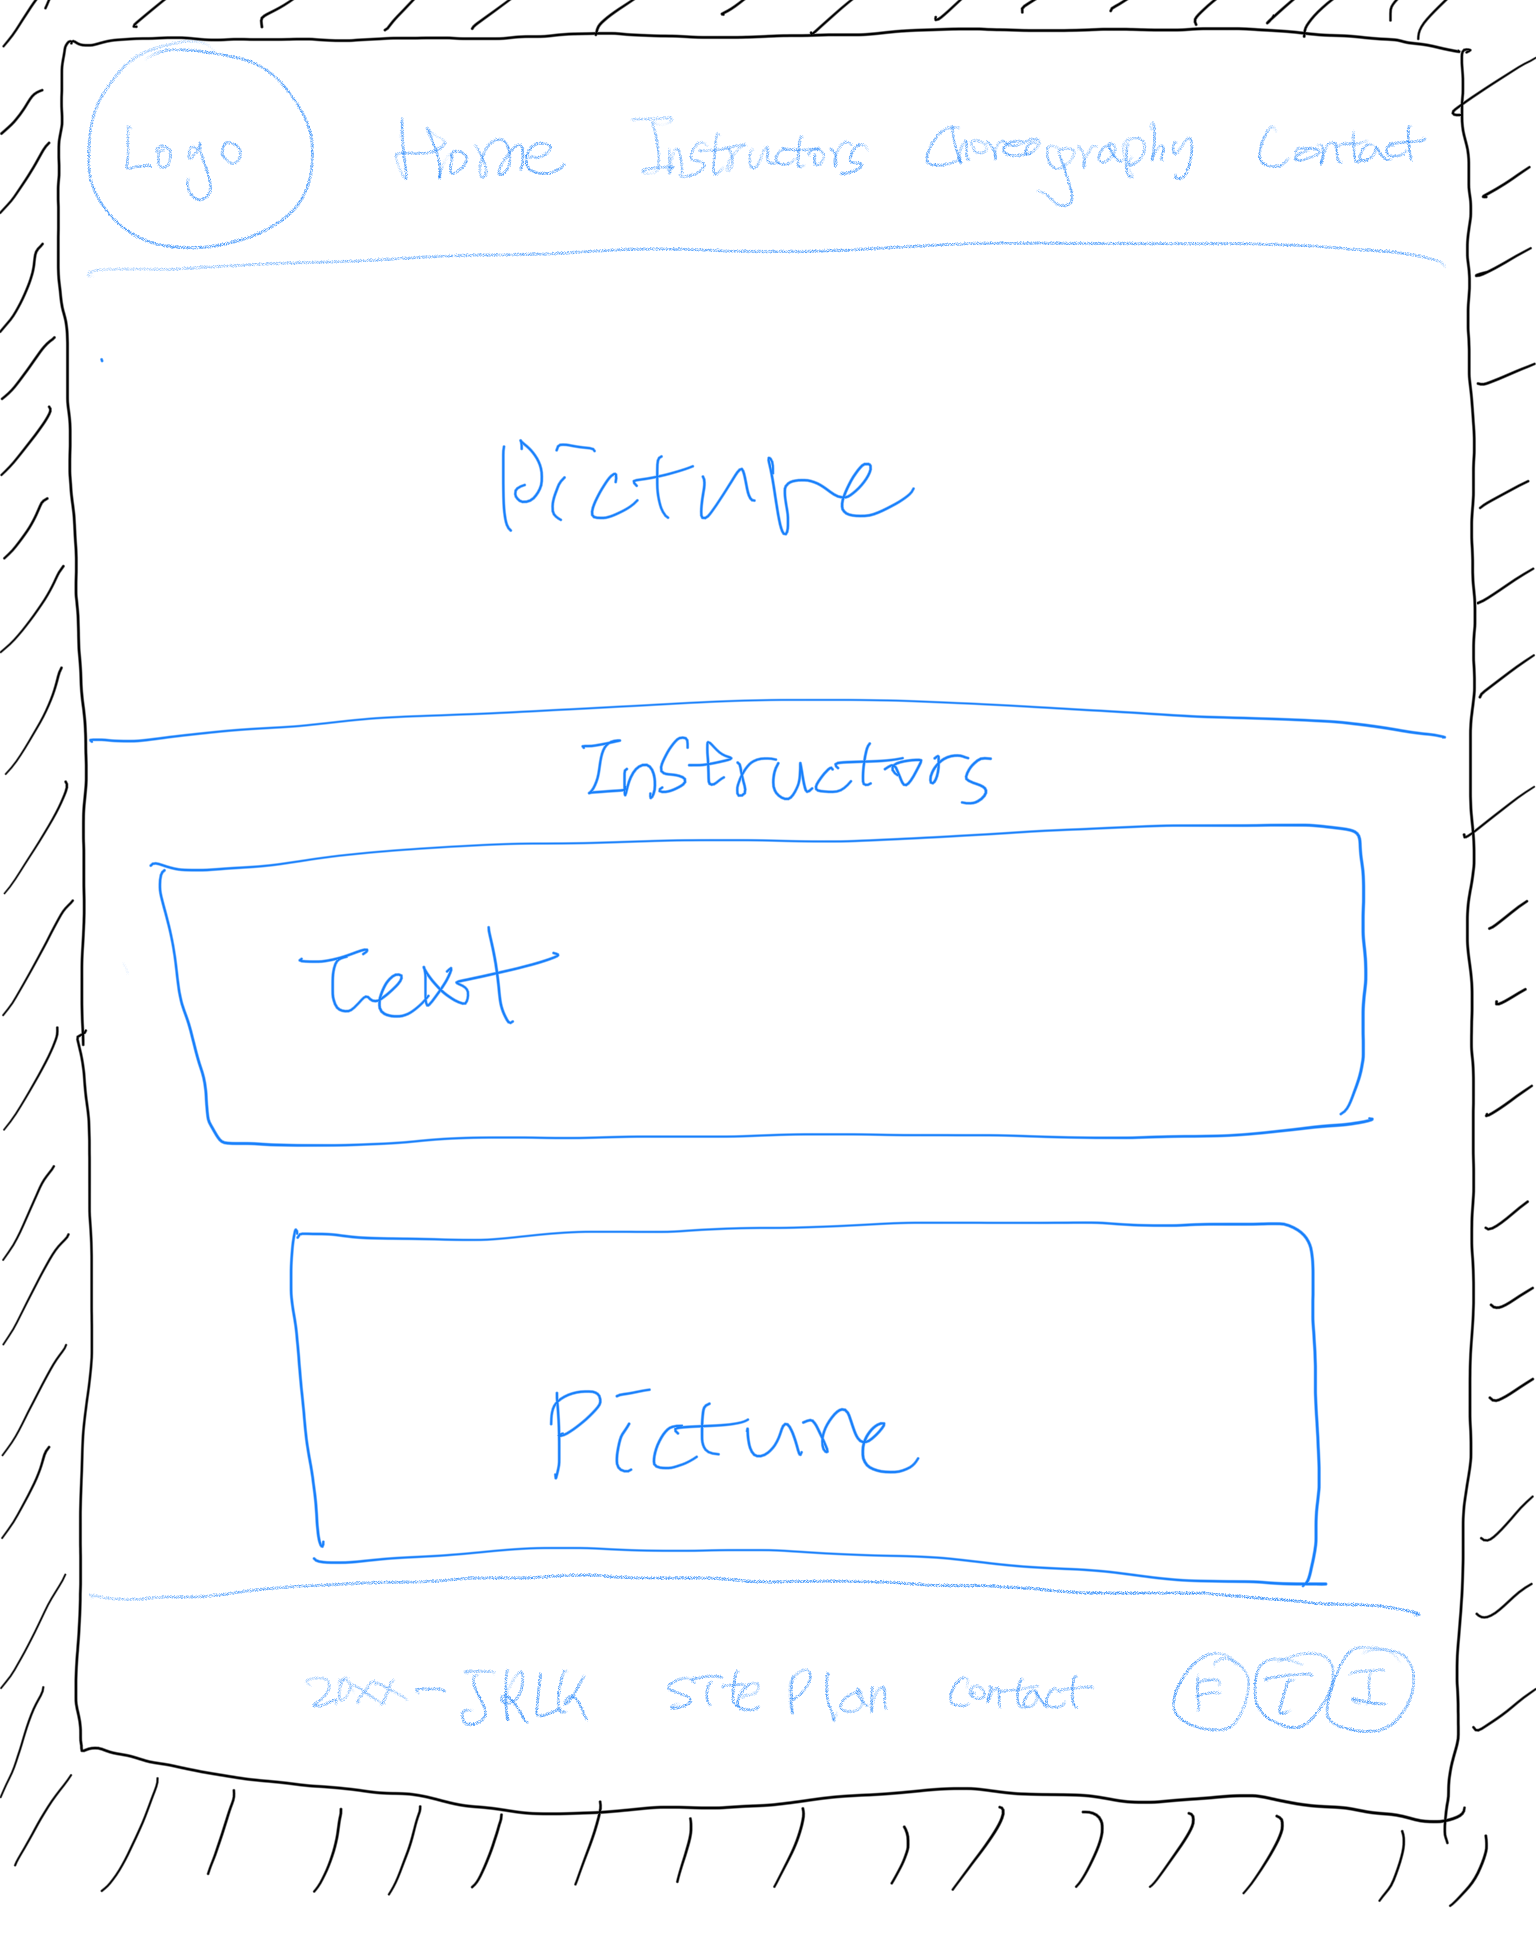 Logo Home Instructors Choreography Contact
Picture
Instructors
Text
Picture
20xx - JRLK Site Plan Contact F T I